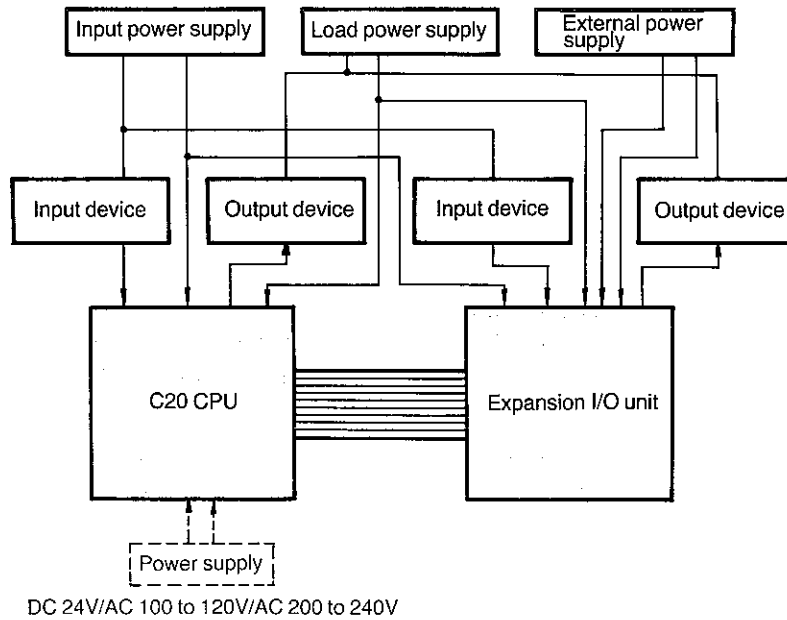 Input power supply
Load power supply
External power
supply
Input device
Output device
Input device
Output device
C20 CPU
Expansion I/O unit
Power supply
DC 24V/AC 100 to 120V/AC 200 to 240V